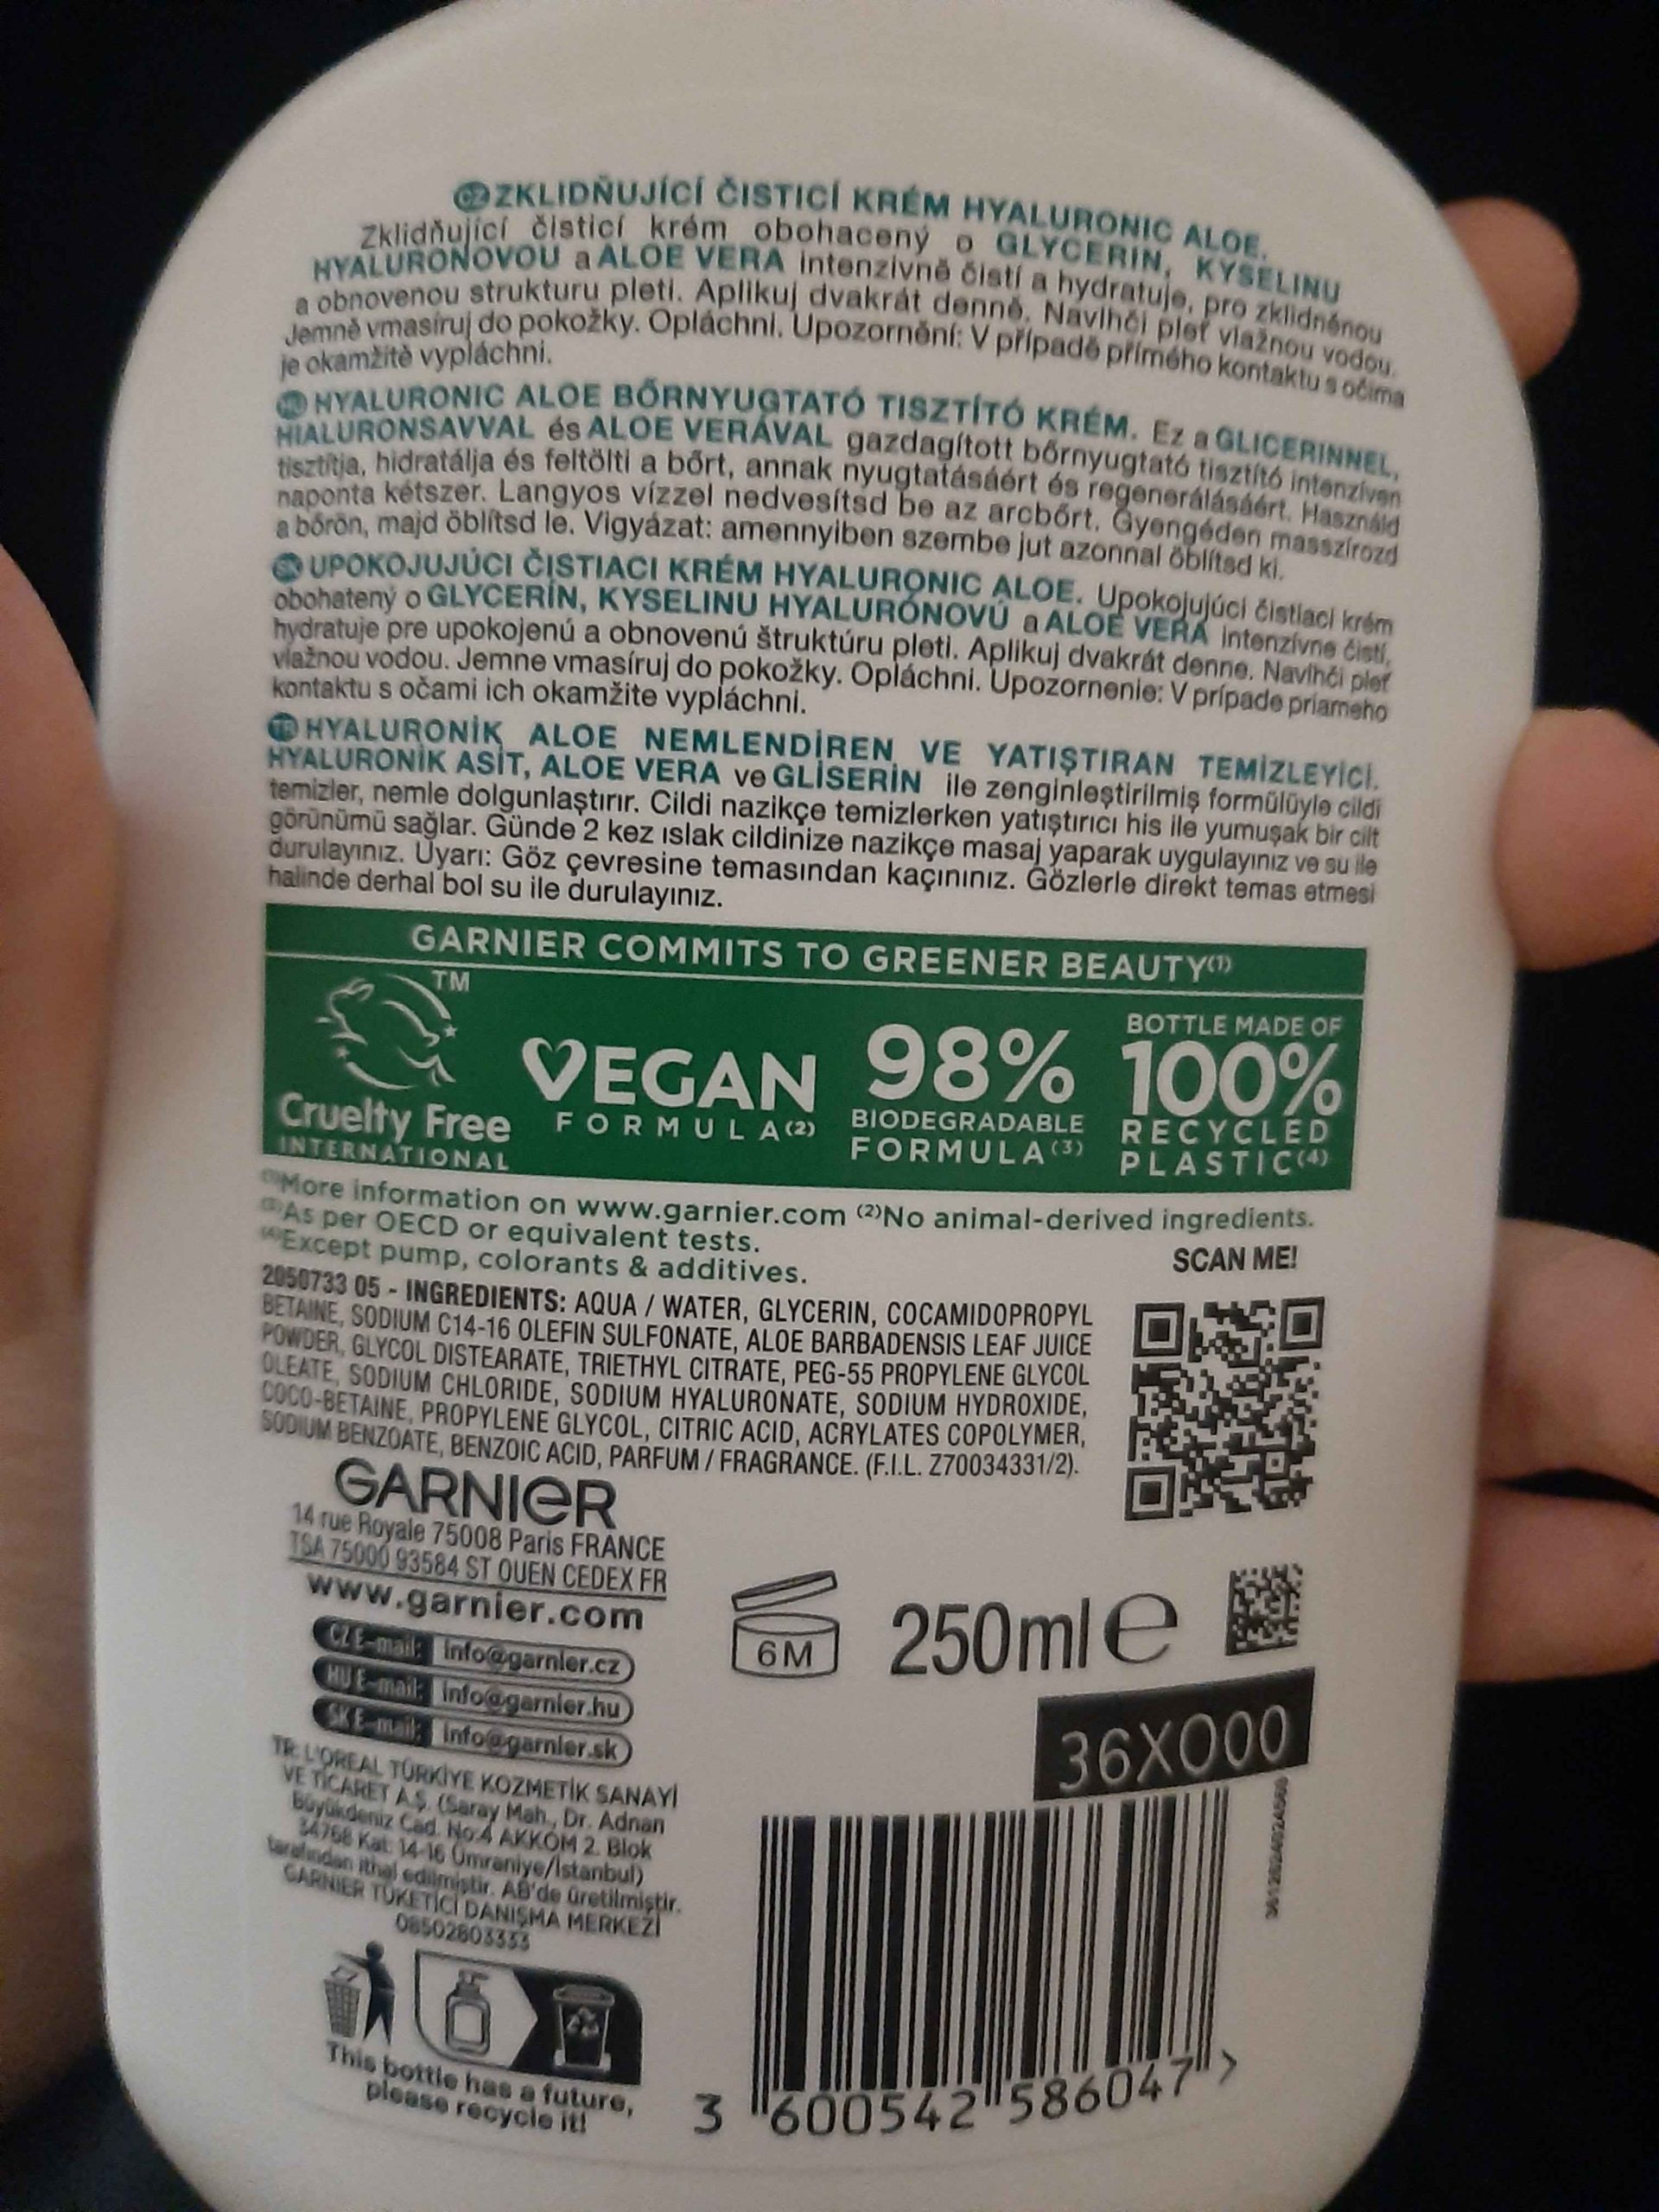 CZ ZKLIDŇUJÍCÍ ČISTICÍ KRÉM HYALURONIC ALOE.
Zklidňující čisticí krém obohacený o GLYCERIN, KYSELINU
HYALURONOVOU a ALOE VERA intenzivně čistí a hydratuje, pro zklidněnou
a obnovenou strukturu pleti. Aplikuj dvakrát denně. Navlhči pleť vlažnou vodou.
Jemně vmasíruj do pokožky. Opláchni. Upozornění: V případě přímého kontaktu s očima
je okamžitě vypláchni.
HU HYALURONIC ALOE BŐRNYUGTATÓ TISZTÍTÓ KRÉM. Ez a GLICERINNEL,
HIALURONSAVVAL és ALOE VERÁVAL gazdagított bőrnyugtató tisztító intenzíven
tisztítja, hidratálja és feltölti a bőrt, annak nyugtatásáért és regenerálásáért. Használd
naponta kétszer. Langyos vízzel nedvesítsd be az arcbőrt. Gyengéden masszírozd
a bőrön, majd öblítsd le. Vigyázat: amennyiben szembe jut azonnal öblítsd ki.
SK UPOKOJUJÚCI ČISTIACI KRÉM HYALURONIC ALOE. Upokojujúci čistiaci krém
obohatený o GLYCERÍN, KYSELINU HYALURÓNOVÚ a ALOE VERA intenzívne čistí,
hydratuje pre upokojenú a obnovenú štruktúru pleti. Aplikuj dvakrát denne. Navlhči pleť
vlažnou vodou. Jemne vmasíruj do pokožky. Opláchni. Upozornenie: V prípade priameho
kontaktu s očami ich okamžite vypláchni.
TR HYALURONİK ALOE NEMLENDİREN VE YATIŞTIRAN TEMİZLEYİCİ.
HYALURONİK ASİT, ALOE VERA ve GLİSERİN ile zenginleştirilmiş formülüyle cildi
temizler, nemle dolgunlaştırır. Cildi nazikçe temizlerken yatıştırıcı his ile yumuşak bir cilt
görünümü sağlar. Günde 2 kez ıslak cildinize nazikçe masaj yaparak uygulayınız ve su ile
durulayınız. Uyarı: Göz çevresine temasından kaçınınız. Gözlerle direkt temas etmesi
halinde derhal bol su ile durulayınız.
GARNIER COMMITS TO GREENER BEAUTY(1)
TM
Cruelty Free
INTERNATIONAL
VEGAN
FORMULA(2)
98%
BIODEGRADABLE
FORMULA(3)
BOTTLE MADE OF
100%
RECYCLED
PLASTIC(4)
(1)More information on www.garnier.com (2)No animal-derived ingredients.
(3)As per OECD or equivalent tests.
(4)Except pump, colorants & additives.
SCAN ME!
2050733 05 - INGREDIENTS: AQUA / WATER, GLYCERIN, COCAMIDOPROPYL
BETAINE, SODIUM C14-16 OLEFIN SULFONATE, ALOE BARBADENSIS LEAF JUICE
POWDER, GLYCOL DISTEARATE, TRIETHYL CITRATE, PEG-55 PROPYLENE GLYCOL
OLEATE, SODIUM CHLORIDE, SODIUM HYALURONATE, SODIUM HYDROXIDE,
COCO-BETAINE, PROPYLENE GLYCOL, CITRIC ACID, ACRYLATES COPOLYMER,
SODIUM BENZOATE, BENZOIC ACID, PARFUM / FRAGRANCE. (F.I.L. Z70034331/2).
GARNIER
14 rue Royale 75008 Paris FRANCE
TSA 75000 93584 ST OUEN CEDEX FR
www.garnier.com
CZ E-mail: info@garnier.cz
HU E-mail: info@garnier.hu
SK E-mail: info@garnier.sk
6M
250ml e
36X000
TR: L'OREAL TÜRKİYE KOZMETİK SANAYİ
VE TİCARET A.Ş. (Saray Mah., Dr. Adnan
Büyükdeniz Cad. No:4 AKKOM 2. Blok
34768 Kat: 14-16 Ümraniye/İstanbul)
tarafından ithal edilmiştir. AB'de üretilmiştir.
GARNIER TÜKETİCİ DANIŞMA MERKEZİ
08502803333
This bottle has a future,
please recycle it!
3 600542 586047 >